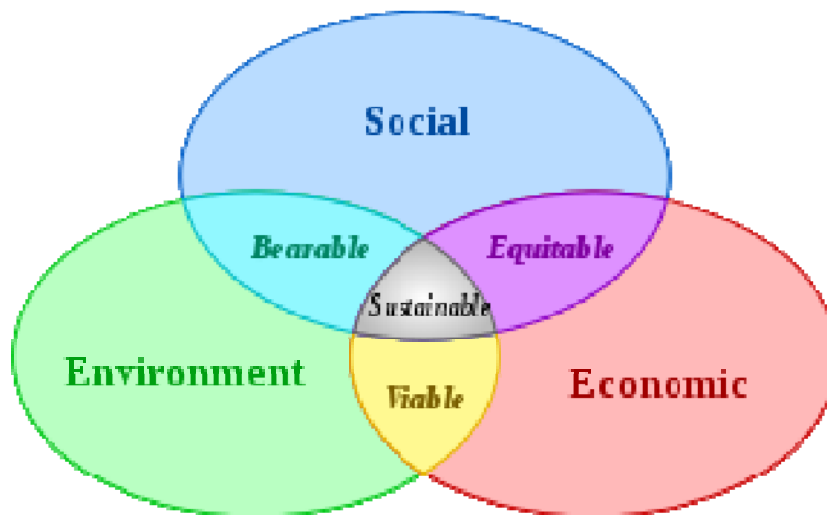 Social
Bearable
Equitable
Sustainable
Environment
Viable
Economic